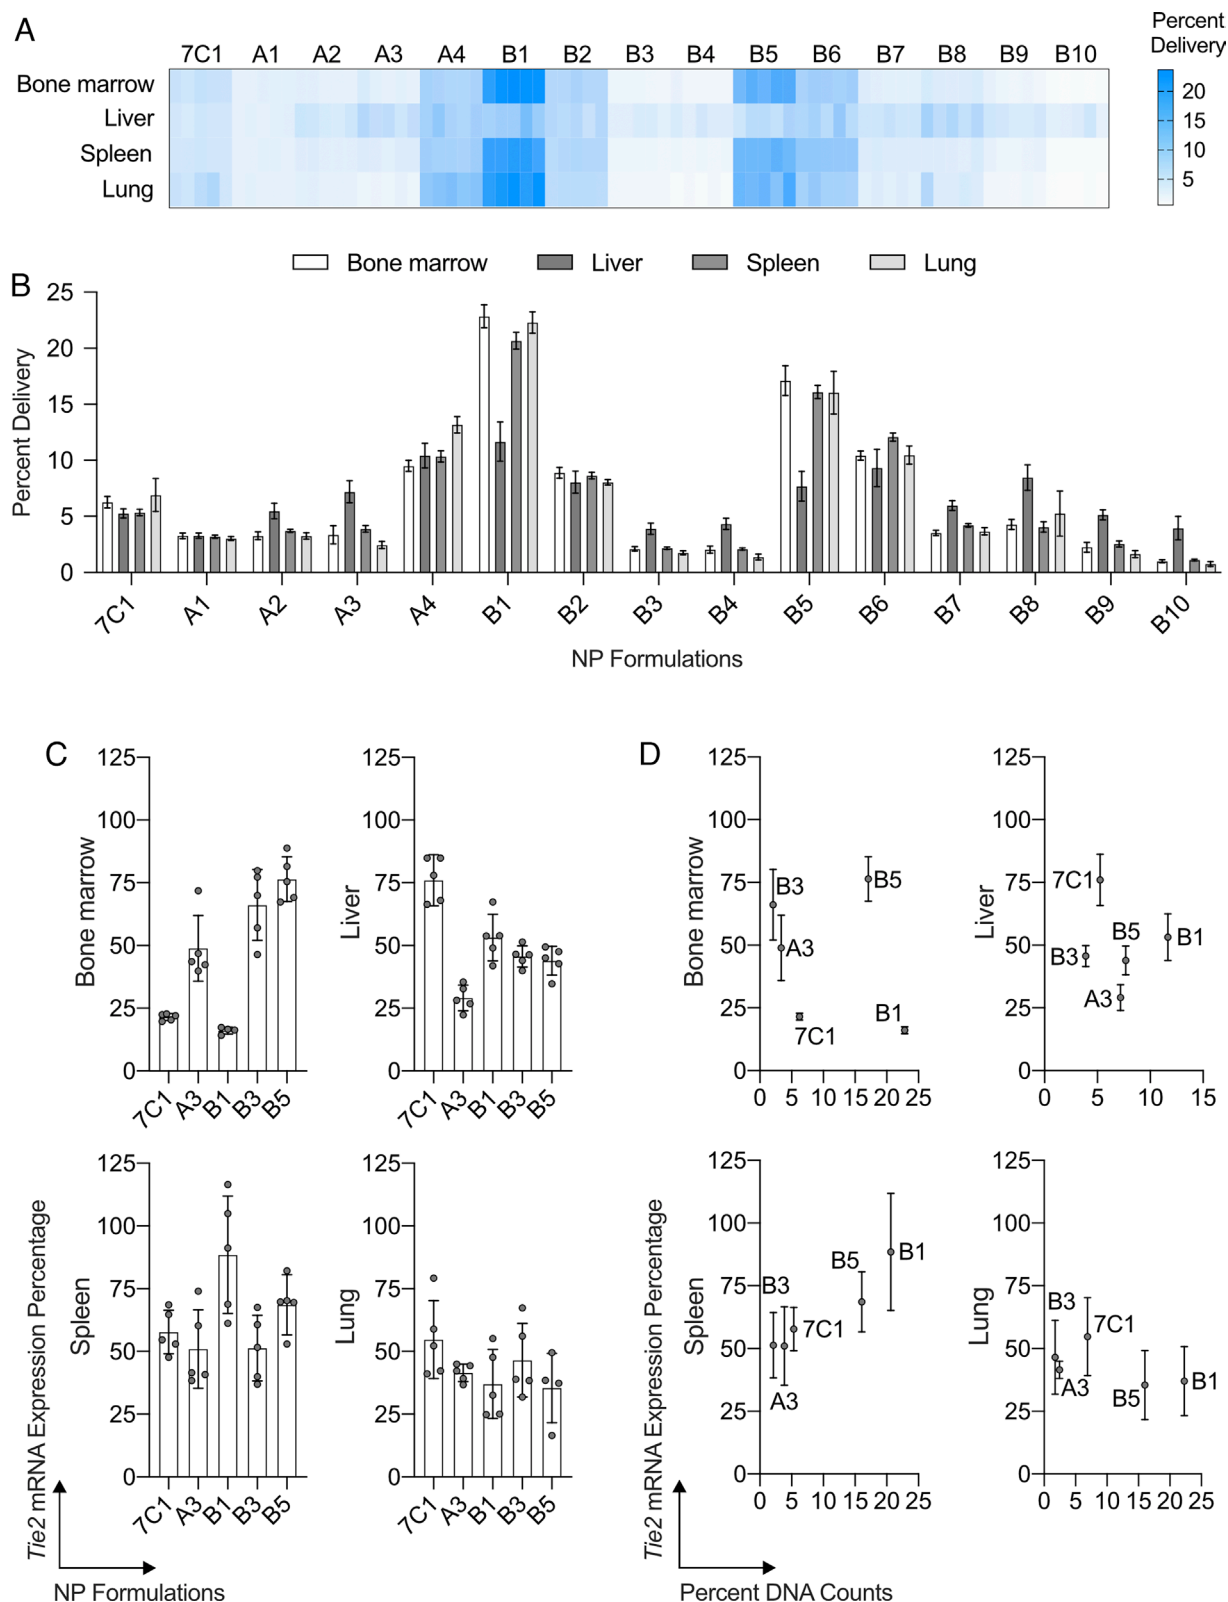 A
7C1 A1 A2 A3 A4 B1 B2 B3 B4 B5 B6 B7 B8 B9 B10
Percent
Delivery
Bone marrow
Liver
Spleen
Lung
20
15
10
5
Bone marrow Liver Spleen Lung
B
Percent Delivery
25
20
15
10
5
0
7C1 A1 A2 A3 A4 B1 B2 B3 B4 B5 B6 B7 B8 B9 B10
NP Formulations
C
Bone marrow
125
100
75
50
25
0
7C1 A3 B1 B3 B5
Liver
125
100
75
50
25
0
7C1 A3 B1 B3 B5
Spleen
125
100
75
50
25
0
7C1 A3 B1 B3 B5
Lung
125
100
75
50
25
0
7C1 A3 B1 B3 B5
Tie2 mRNA Expression Percentage
NP Formulations
D
Bone marrow
125
100
75
50
25
0
B3
A3
7C1
B5
B1
0 5 10 15 20 25
Liver
125
100
75
50
25
0
7C1
B3
B5
A3
B1
0 5 10 15
Spleen
125
100
75
50
25
0
B3
A3
7C1
B5
B1
0 5 10 15 20 25
Lung
125
100
75
50
25
0
B3
A3
7C1
B5
B1
0 5 10 15 20 25
Tie2 mRNA Expression Percentage
Percent DNA Counts